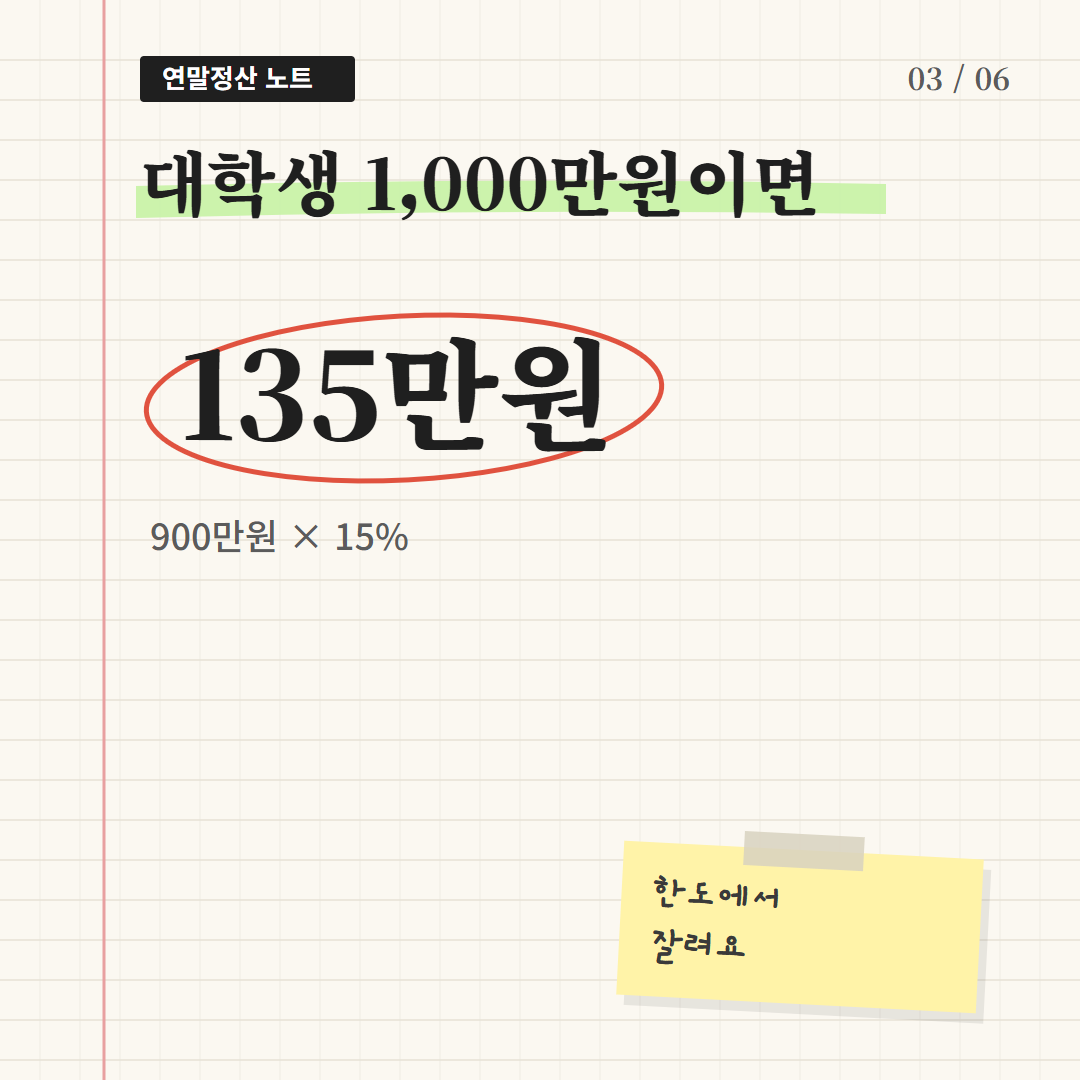 연말정산 노트
03 / 06
대학생 1,000만원이면
135만원
900만원 × 15%
한도에서
잘려요